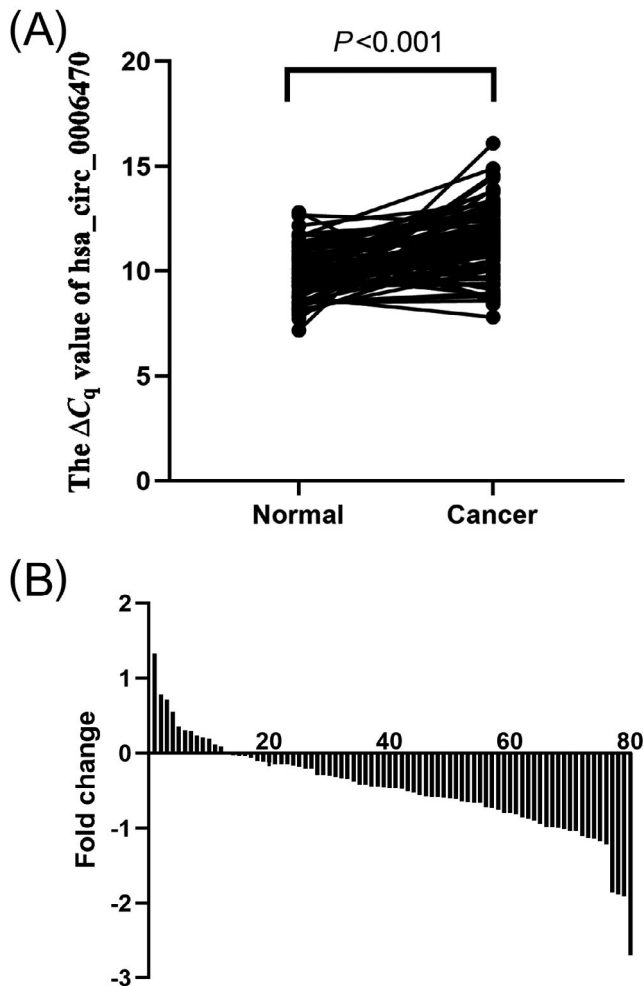 (A)
P<0.001
The ΔCq value of hsa_circ_0006470
20
15
10
5
0
Normal Cancer
(B)
Fold change
2
1
0
-1
-2
-3
20 40 60 80